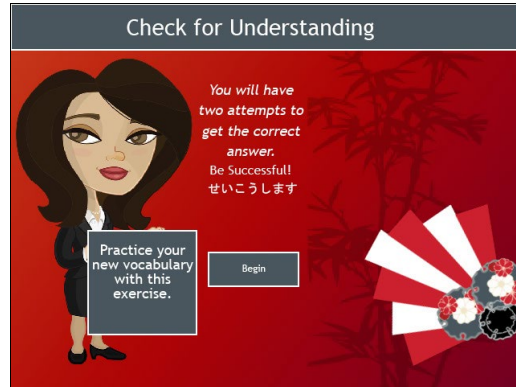 Check for Understanding
You will have
two attempts to
get the correct
answer.
Be Successful!
せいこうします
Practice your
new vocabulary
with this
exercise.
Begin